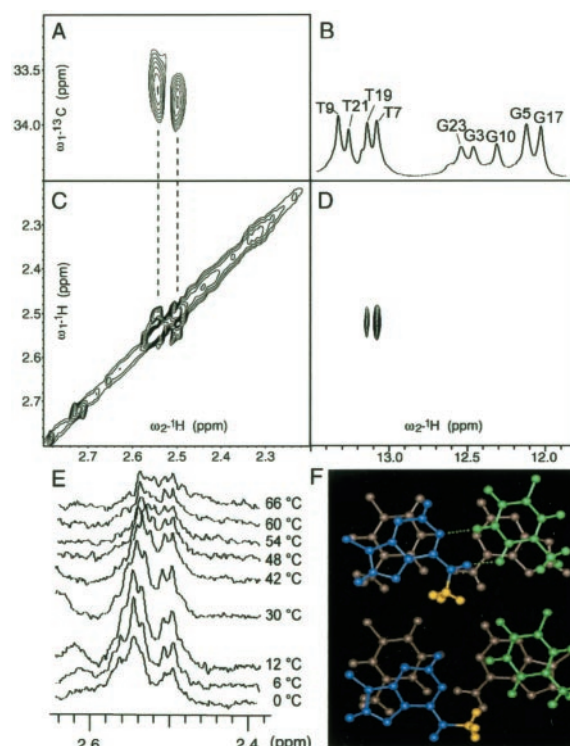 A
B
ω1-13C (ppm)
33.5
34.0
T9
T21
T19
T7
G23
G3
G10
G5
G17
C
D
ω1-1H (ppm)
2.3
2.4
2.5
2.6
2.7
ω2-1H (ppm)
2.7
2.6
2.5
2.4
2.3
ω2-1H (ppm)
13.0
12.5
12.0
E
F
66 °C
60 °C
54 °C
48 °C
42 °C
30 °C
12 °C
6 °C
0 °C
2.6
(ppm)
2.4